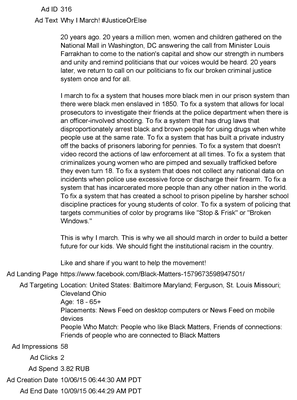 Ad ID 316
Ad Text Why I March! #JusticeOrElse
20 years ago. 20 years a million men, women and children gathered on the
National Mall in Washington, DC answering the call from Minister Louis
Farrakhan to come to the nation's capital and show our strength in numbers
and unity and remind politicians that our voices would be heard. 20 years
later, we return to call on our politicians to fix our broken criminal justice
system once and for all.
I march to fix a system that houses more black men in our prison system than
there were black men enslaved in 1850. To fix a system that allows for local
prosecutors to investigate their friends at the police department when there is
an officer-involved shooting. To fix a system that has drug laws that
disproportionately arrest black and brown people for using drugs when white
people use at the same rate. To fix a system that has built a private industry
off the backs of prisoners laboring for pennies. To fix a system that doesn't
video record the actions of law enforcement at all times. To fix a system that
criminalizes young women who are pimped and sexually trafficked before
they even turn 18. To fix a system that does not collect any national data on
incidents when police use excessive force or discharge their firearm. To fix a
system that has incarcerated more people than any other nation in the world.
To fix a system that has created a school to prison pipeline by harsher school
discipline practices for young students of color. To fix a system of policing that
targets communities of color by programs like "Stop & Frisk" or "Broken
Windows."
This is why I march. This is why we all should march in order to build a better
future for our kids. We should fight the institutional racism in the country.
Like and share if you want to help the movement!
Ad Landing Page https://www.facebook.com/Black-Matters-1579673598947501/
Ad Targeting Location: United States: Baltimore Maryland; Ferguson, St. Louis Missouri;
Cleveland Ohio
Age: 18 - 65+
Placements: News Feed on desktop computers or News Feed on mobile
devices
People Who Match: People who like Black Matters, Friends of connections:
Friends of people who are connected to Black Matters
Ad Impressions 58
Ad Clicks 2
Ad Spend 3.82 RUB
Ad Creation Date 10/06/15 06:44:30 AM PDT
Ad End Date 10/09/15 06:44:29 AM PDT